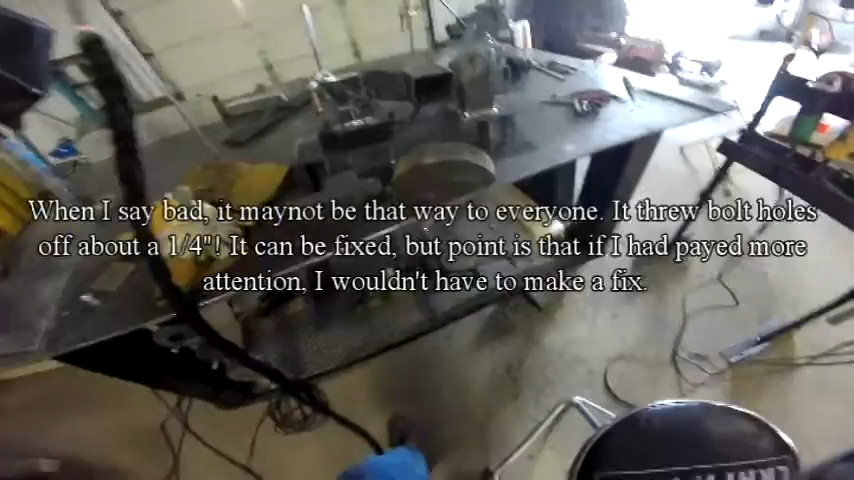 When I say bad, it maynot be that way to everyone. It threw bolt holes
off about a 1/4"! It can be fixed, but point is that if I had payed more
attention, I wouldn't have to make a fix.